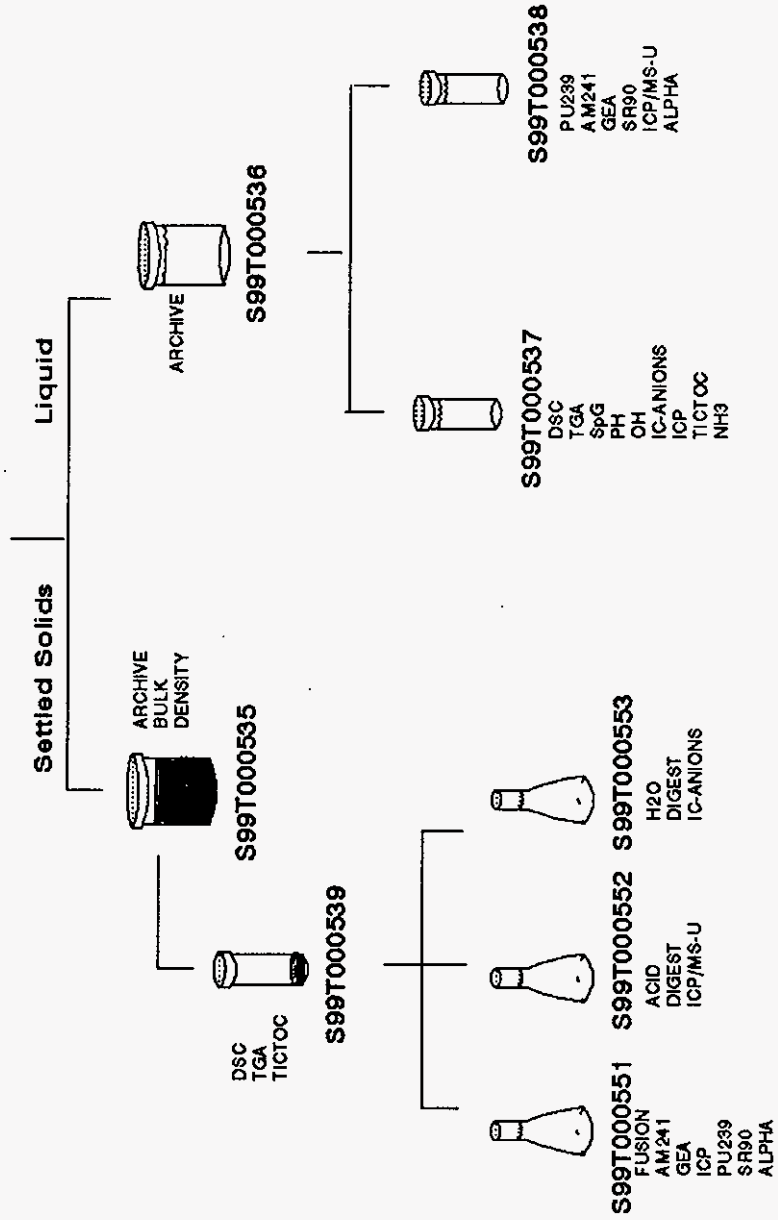 Settled Solids
Liquid
ARCHIVE
BULK
DENSITY
S99T000535
ARCHIVE
S99T000536
DSC
TGA
TICTOC
S99T000539
S99T000537
DSC
TGA
SpG
PH
OH
IC-ANIONS
ICP
TICTOC
NH3
S99T000538
PU239
AM241
GEA
SR90
ICP/MS-U
ALPHA
S99T000551
FUSION
AM241
GEA
ICP
PU239
SR90
ALPHA
S99T000552
ACID
DIGEST
ICP/MS-U
S99T000553
H2O
DIGEST
IC-ANIONS